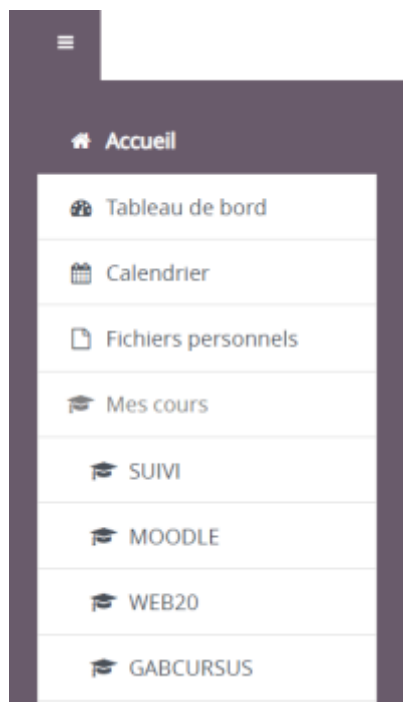 Accueil
Tableau de bord
Calendrier
Fichiers personnels
Mes cours
SUIVI
MOODLE
WEB20
GABCURSUS